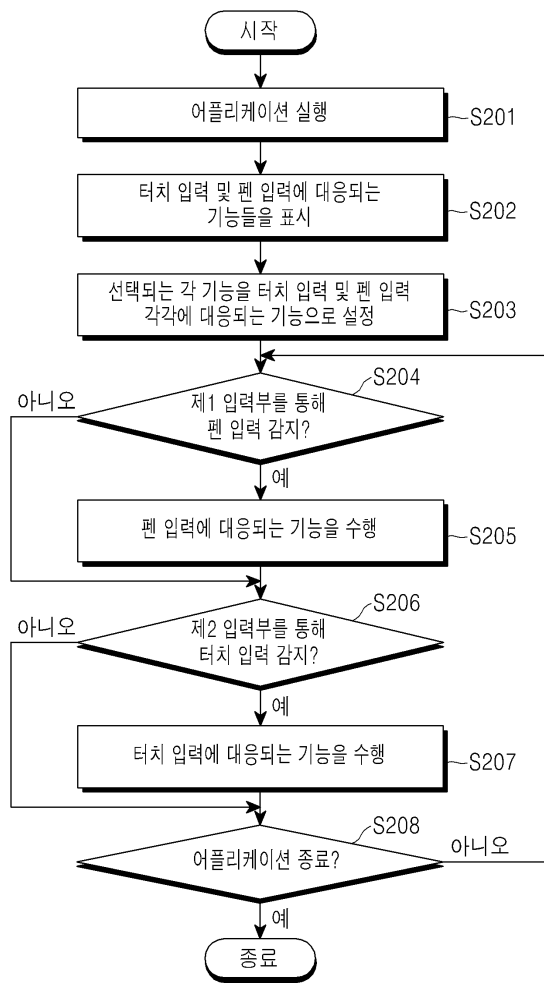 시작
어플리케이션 실행
S201
터치 입력 및 펜 입력에 대응되는
기능들을 표시
S202
선택되는 각 기능을 터치 입력 및 펜 입력
각각에 대응되는 기능으로 설정
S203
S204
아니오
제1 입력부를 통해
펜 입력 감지?
예
펜 입력에 대응되는 기능을 수행
S205
S206
아니오
제2 입력부를 통해
터치 입력 감지?
예
터치 입력에 대응되는 기능을 수행
S207
S208
어플리케이션 종료?
아니오
예
종료